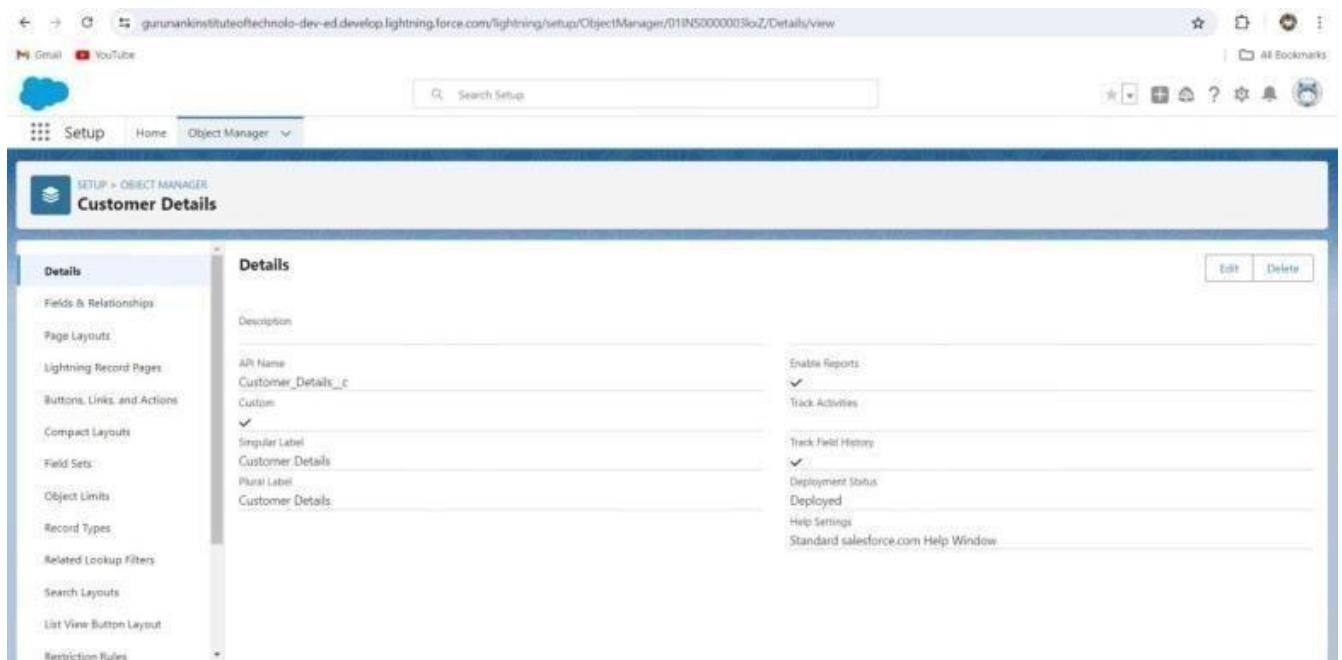 gurunankinstituteoftechnolo-dev-ed.develop.lightning.force.com/lightning/setup/ObjectManager/01IN50000003loxZ/Details/view
Gmail YouTube All Bookmarks
Search Setup
Setup Home Object Manager
SETUP > OBJECT MANAGER
Customer Details
Details
Fields & Relationships
Page Layouts
Lightning Record Pages
Buttons, Links, and Actions
Compact Layouts
Field Sets
Object Limits
Record Types
Related Lookup Filters
Search Layouts
List View Button Layout
Restriction Rules
Details
Edit Delete
Description
API Name
Customer_Details__c
Custom
Singular Label
Customer Details
Plural Label
Customer Details
Enable Reports
Track Activities
Track Field History
Deployment Status
Deployed
Help Settings
Standard salesforce.com Help Window